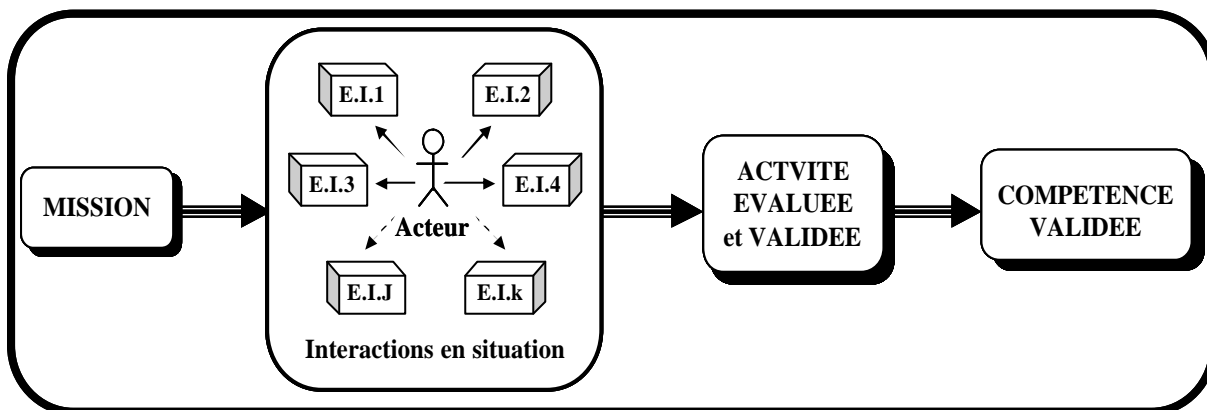 MISSION
E.I.1
E.I.2
E.I.3
E.I.4
Acteur
E.I.J
E.I.k
Interactions en situation
ACTVITE
EVALUEE
et VALIDEE
COMPETENCE
VALIDEE